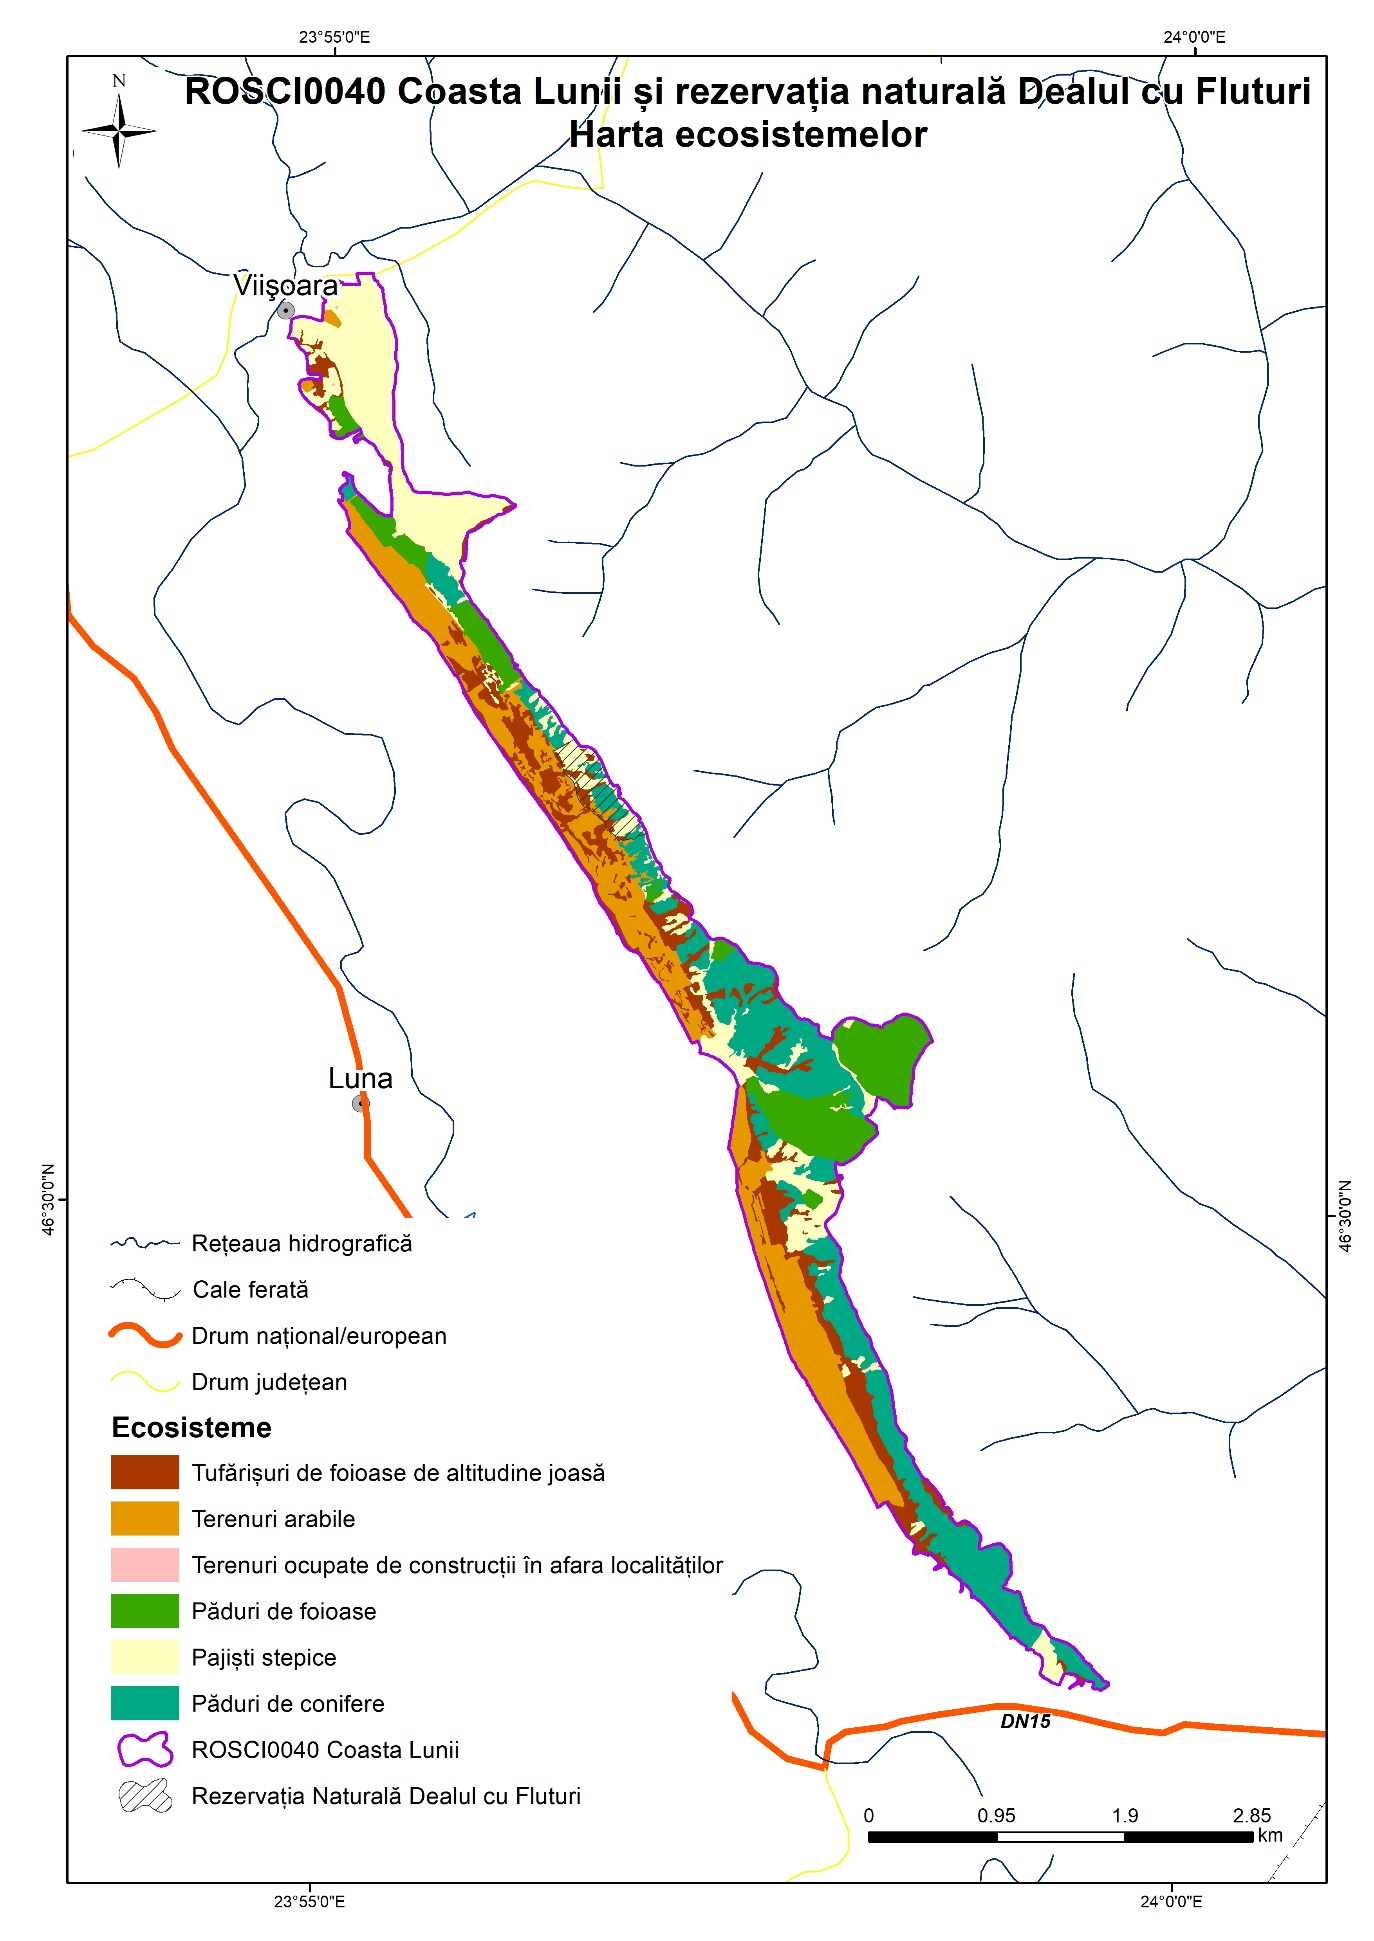 23°55'0"E
24°0'0"E
N
ROSCI0040 Coasta Lunii și rezervația naturală Dealul cu Fluturi
Harta ecosistemelor
Viişoara
Luna
46°30'0"N
46°30'0"N
Rețeaua hidrografică
Cale ferată
Drum național/european
Drum județean
Ecosisteme
Tufărișuri de foioase de altitudine joasă
Terenuri arabile
Terenuri ocupate de construcții în afara localităților
Păduri de foioase
Pajiști stepice
Păduri de conifere
ROSCI0040 Coasta Lunii
Rezervația Naturală Dealul cu Fluturi
DN15
0 0.95 1.9 2.85
km
23°55'0"E
24°0'0"E